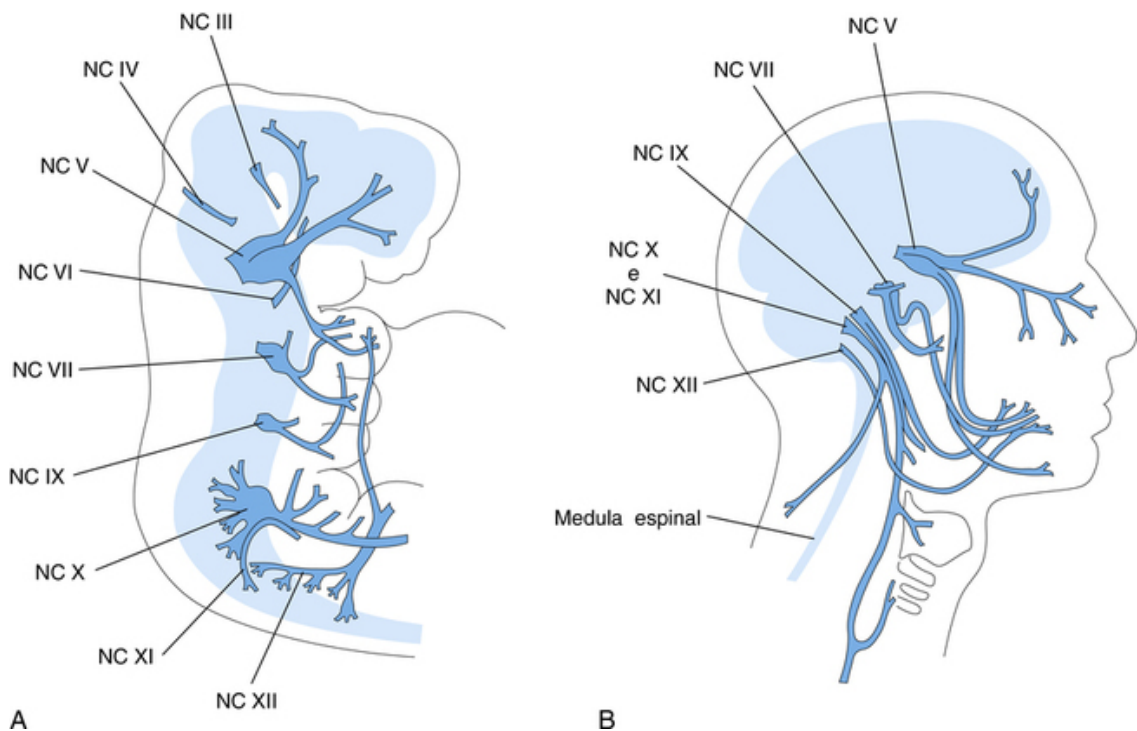 NC III
NC IV
NC V
NC VI
NC VII
NC IX
NC X
NC XI
NC XII
A
NC V
NC VII
NC IX
NC X
e
NC XI
NC XII
Medula espinal
B